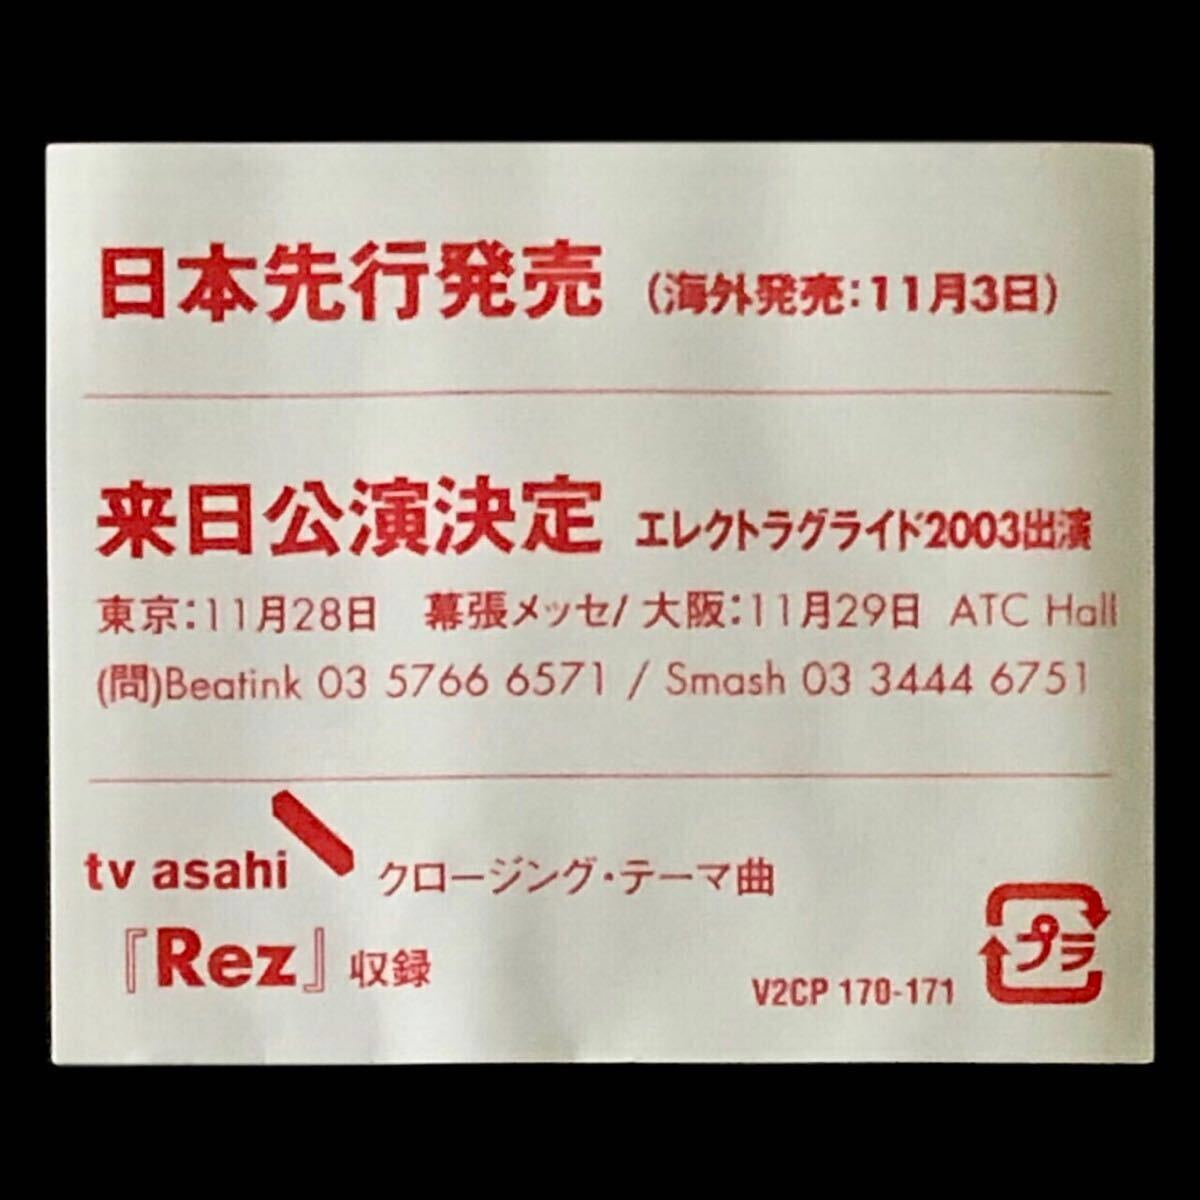 日本先行発売 (海外発売:11月3日)
来日公演決定 エレクトラグライド2003出演
東京:11月28日 幕張メッセ/ 大阪:11月29日 ATC Hall
(問)Beatink 03 5766 6571 / Smash 03 3444 6751
tv asahi クロージング・テーマ曲
『Rez』収録
V2CP 170-171
プラ